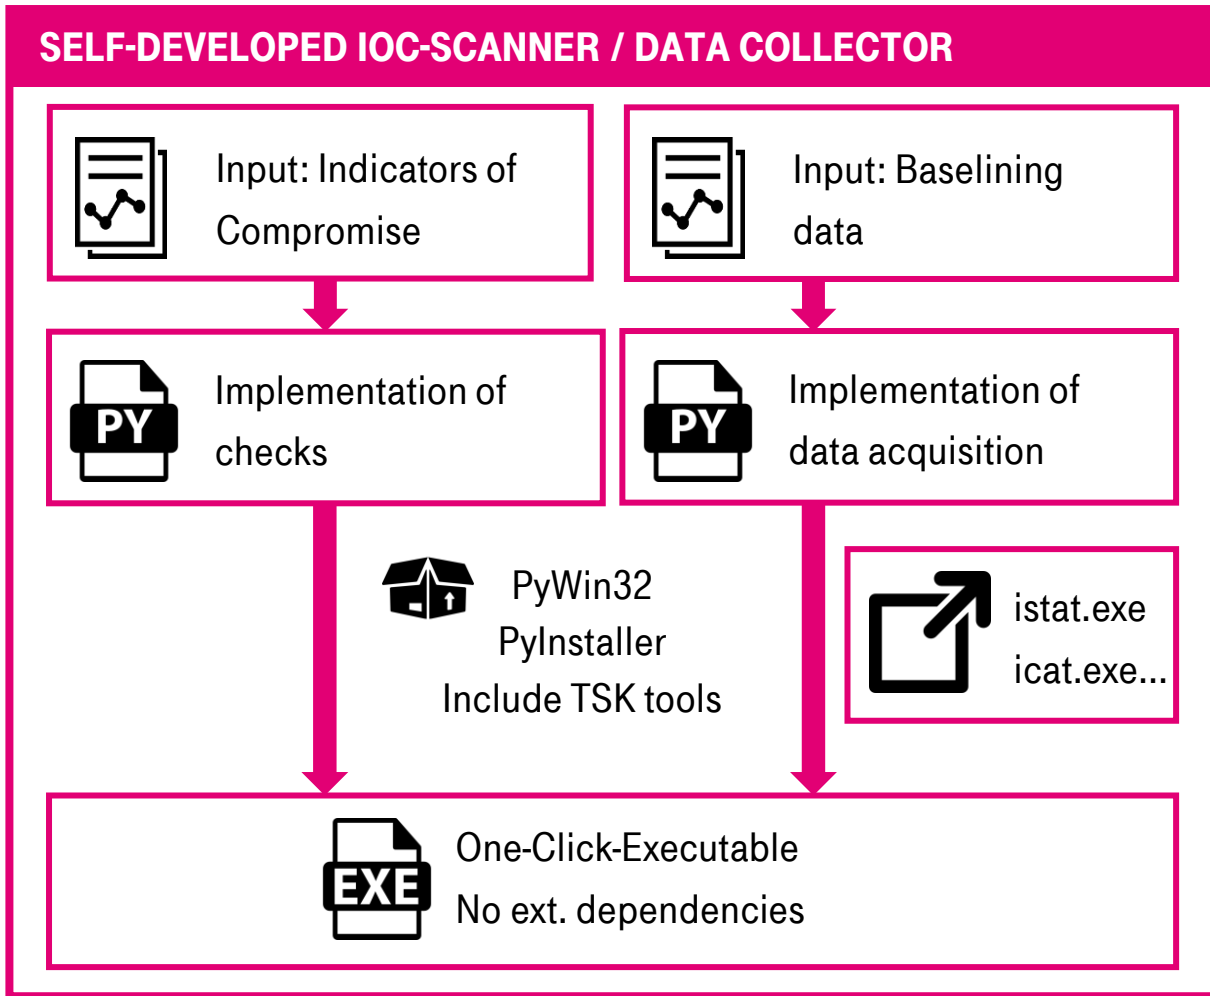 SELF-DEVELOPED IOC-SCANNER / DATA COLLECTOR
Input: Indicators of
Compromise
Input: Baselining
data
PY
Implementation of
checks
PY
Implementation of
data acquisition
PyWin32
PyInstaller
Include TSK tools
istat.exe
icat.exe...
EXE
One-Click-Executable
No ext. dependencies